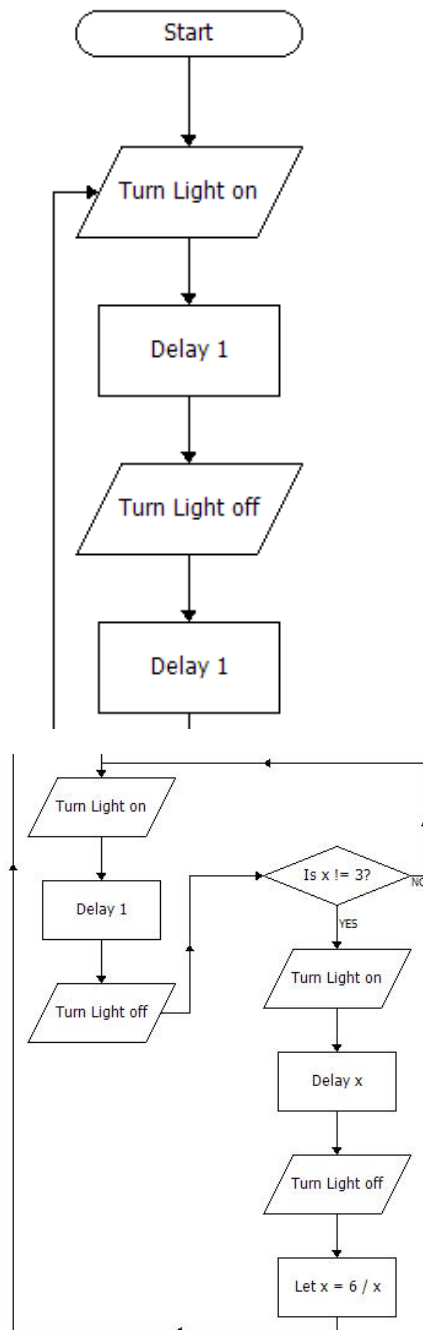 Start
Turn Light on
Delay 1
Turn Light off
Delay 1
Turn Light on
Delay 1
Turn Light off
Is x != 3?
NO
YES
Turn Light on
Delay x
Turn Light off
Let x = 6 / x